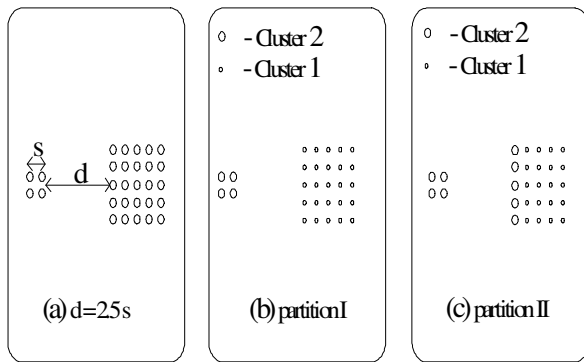 s
d
(a) d=2.5s
- Cluster 2
- Cluster 1
(b) partition I
- Cluster 2
- Cluster 1
(c) partition II